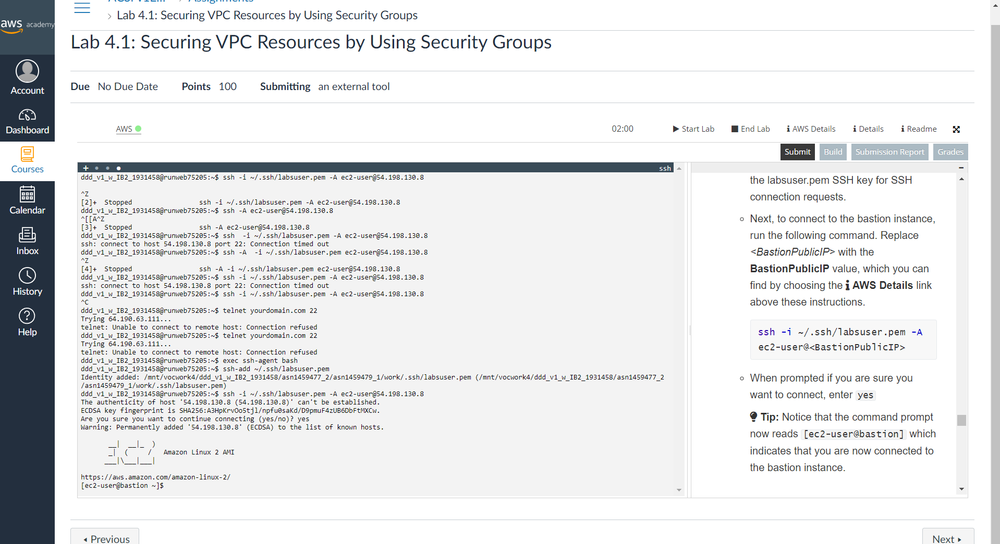 ACSFv1E... > Assignments
> Lab 4.1: Securing VPC Resources by Using Security Groups
aws academy
Account
Dashboard
Courses
Calendar
Inbox
History
Help
Lab 4.1: Securing VPC Resources by Using Security Groups
Due No Due Date Points 100 Submitting an external tool
AWS 02:00 Start Lab End Lab AWS Details Details Readme
Submit Build Submission Report Grades
+ ssh
ddd_v1_w_IB2_1931458@runweb75205:~$ ssh -i ~/.ssh/labsuser.pem -A ec2-user@54.198.130.8
^Z
[2]+ Stopped ssh -i ~/.ssh/labsuser.pem -A ec2-user@54.198.130.8
ddd_v1_w_IB2_1931458@runweb75205:~$ ssh -A ec2-user@54.198.130.8
^[[A^Z
[3]+ Stopped ssh -A ec2-user@54.198.130.8
ddd_v1_w_IB2_1931458@runweb75205:~$ ssh  -i ~/.ssh/labsuser.pem -A ec2-user@54.198.130.8
ssh: connect to host 54.198.130.8 port 22: Connection timed out
ddd_v1_w_IB2_1931458@runweb75205:~$ ssh -A  -i ~/.ssh/labsuser.pem ec2-user@54.198.130.8
^Z
[4]+ Stopped ssh -A -i ~/.ssh/labsuser.pem ec2-user@54.198.130.8
ddd_v1_w_IB2_1931458@runweb75205:~$ ssh -i ~/.ssh/labsuser.pem -A ec2-user@54.198.130.8
ssh: connect to host 54.198.130.8 port 22: Connection timed out
ddd_v1_w_IB2_1931458@runweb75205:~$ ssh -i ~/.ssh/labsuser.pem -A ec2-user@54.198.130.8
^C
ddd_v1_w_IB2_1931458@runweb75205:~$ telnet yourdomain.com 22
Trying 64.190.63.111...
telnet: Unable to connect to remote host: Connection refused
ddd_v1_w_IB2_1931458@runweb75205:~$ telnet yourdomain.com 22
Trying 64.190.63.111...
telnet: Unable to connect to remote host: Connection refused
ddd_v1_w_IB2_1931458@runweb75205:~$ exec ssh-agent bash
ddd_v1_w_IB2_1931458@runweb75205:~$ ssh-add ~/.ssh/labsuser.pem
Identity added: /mnt/vocwork4/ddd_v1_w_IB2_1931458/asn1459477_2/asn1459479_1/work/.ssh/labsuser.pem (/mnt/vocwork4/ddd_v1_w_IB2_1931458/asn1459477_2
/asn1459479_1/work/.ssh/labsuser.pem)
ddd_v1_w_IB2_1931458@runweb75205:~$ ssh -i ~/.ssh/labsuser.pem -A ec2-user@54.198.130.8
The authenticity of host '54.198.130.8 (54.198.130.8)' can't be established.
ECDSA key fingerprint is SHA256:A3HpKrvOo5tjl/npfu0saKd/D9pmuF4zUB6DbFtMXCw.
Are you sure you want to continue connecting (yes/no)? yes
Warning: Permanently added '54.198.130.8' (ECDSA) to the list of known hosts.
__|  __|_  )
_|  (     /   Amazon Linux 2 AMI
___|\___|___|
https://aws.amazon.com/amazon-linux-2/
[ec2-user@bastion ~]$
the labsuser.pem SSH key for SSH
connection requests.
Next, to connect to the bastion instance,
run the following command. Replace
<BastionPublicIP> with the
BastionPublicIP value, which you can
find by choosing the AWS Details link
above these instructions.
ssh -i ~/.ssh/labsuser.pem -A
ec2-user@<BastionPublicIP>
When prompted if you are sure you
want to connect, enter yes
Tip: Notice that the command prompt
now reads [ec2-user@bastion] which
indicates that you are now connected to
the bastion instance.
Previous
Next